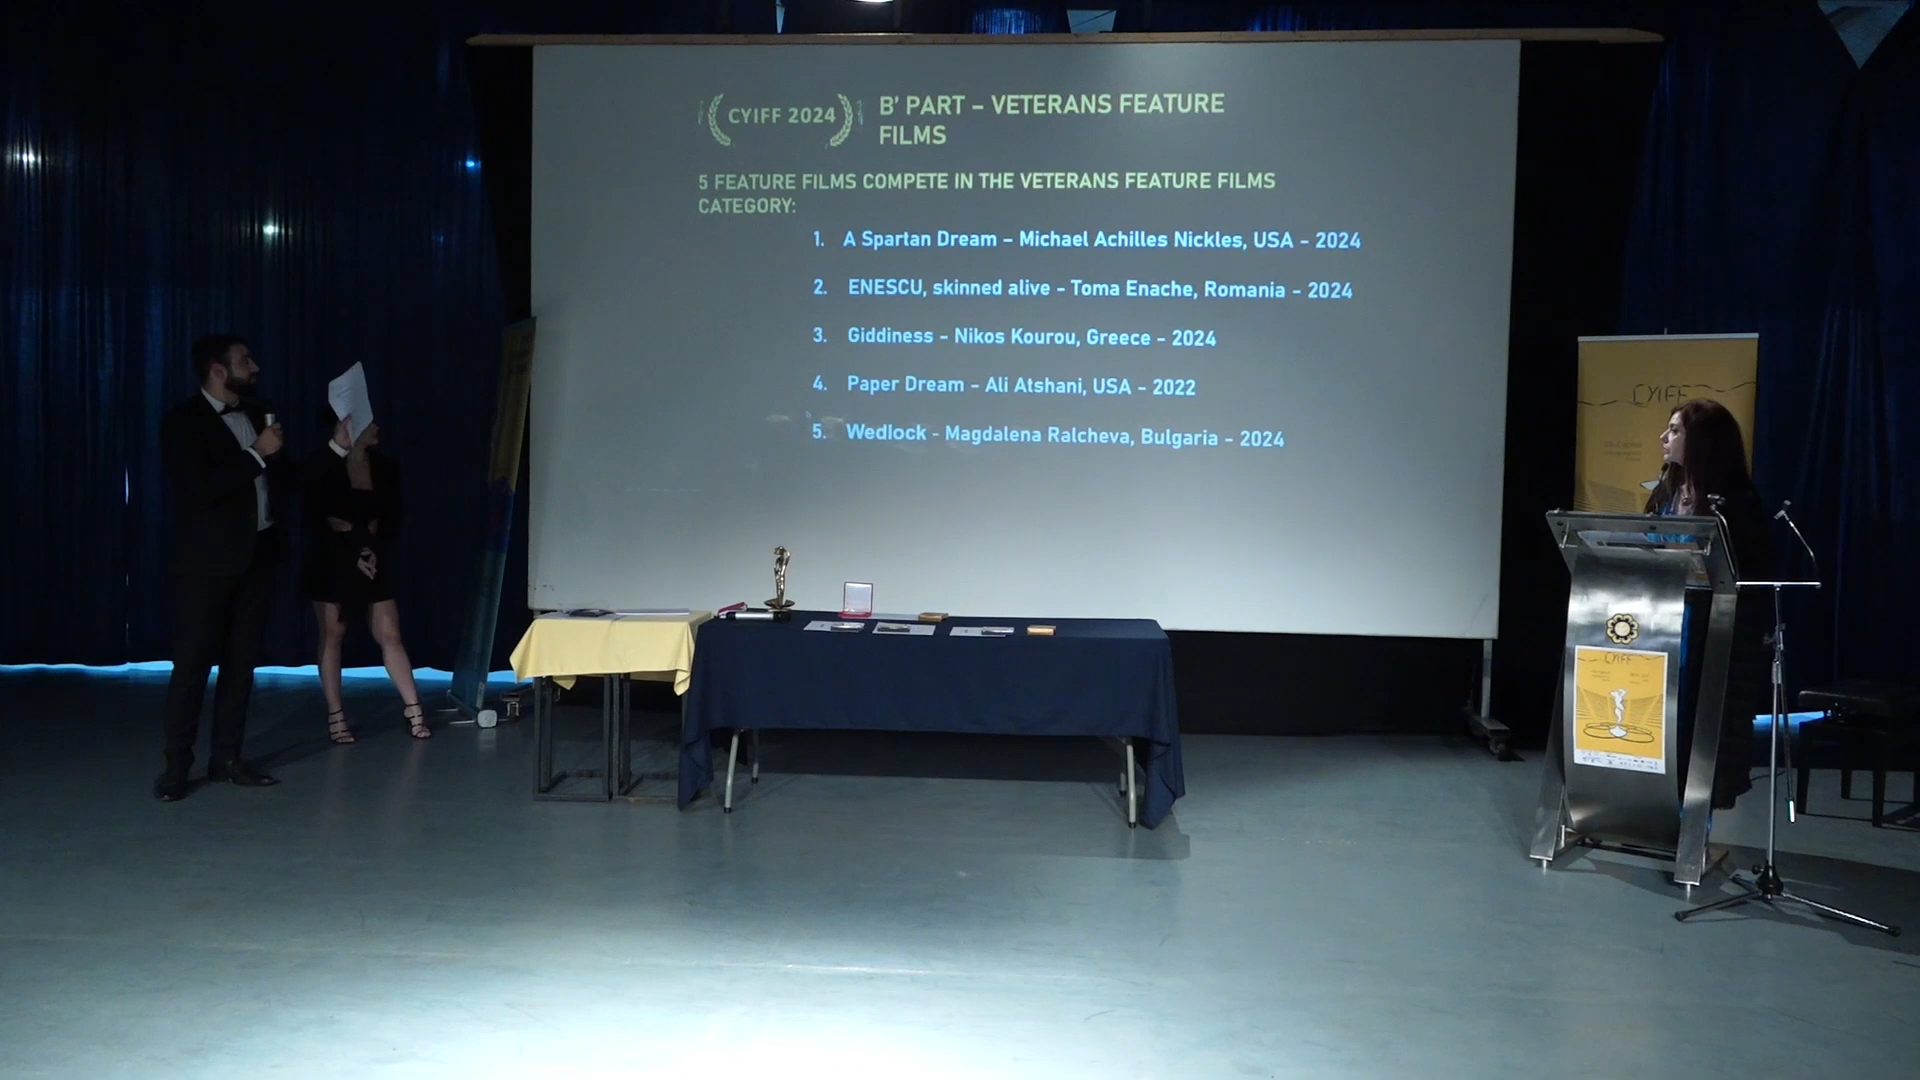 CYIFF 2024
B' PART – VETERANS FEATURE
FILMS
5 FEATURE FILMS COMPETE IN THE VETERANS FEATURE FILMS
CATEGORY:
1. A Spartan Dream – Michael Achilles Nickles, USA - 2024
2. ENESCU, skinned alive - Toma Enache, Romania - 2024
3. Giddiness - Nikos Kourou, Greece - 2024
4. Paper Dream - Ali Atshani, USA - 2022
5. Wedlock - Magdalena Ralcheva, Bulgaria - 2024
CYIFF
CYIFF